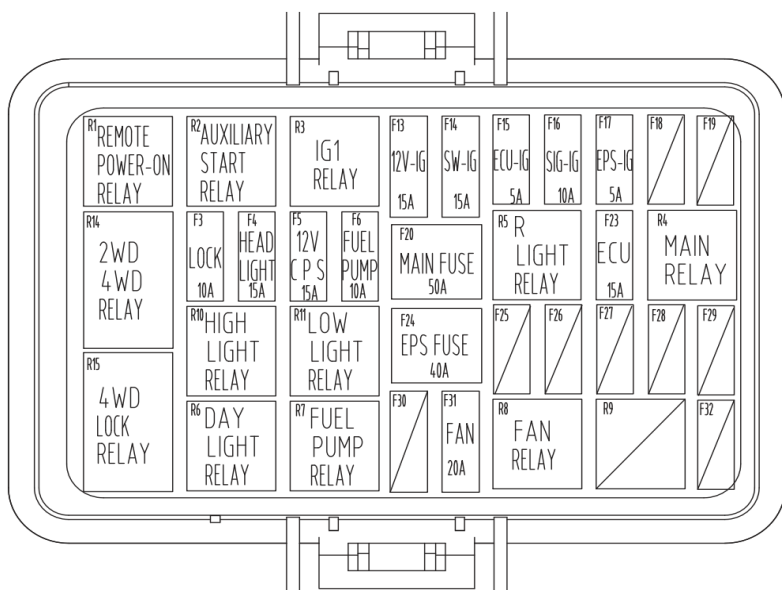 R1 REMOTE
POWER-ON
RELAY
R2 AUXILIARY
START
RELAY
R3
IG1
RELAY
F13
12V-IG
15A
F14
SW-IG
15A
F15
ECU-IG
5A
F16
SIG-IG
10A
F17
EPS-IG
5A
F18
F19
R14
2WD
4WD
RELAY
F3
LOCK
10A
F4
HEAD
LIGHT
15A
F5
12V
C P S
15A
F6
FUEL
PUMP
10A
F20
MAIN FUSE
50A
R5 R
LIGHT
RELAY
F23
ECU
15A
R4
MAIN
RELAY
R10 HIGH
LIGHT
RELAY
R11 LOW
LIGHT
RELAY
F24
EPS FUSE
40A
F25
F26
F27
F28
F29
R15
4WD
LOCK
RELAY
R6 DAY
LIGHT
RELAY
R7 FUEL
PUMP
RELAY
F30
F31
FAN
20A
R8
FAN
RELAY
R9
F32